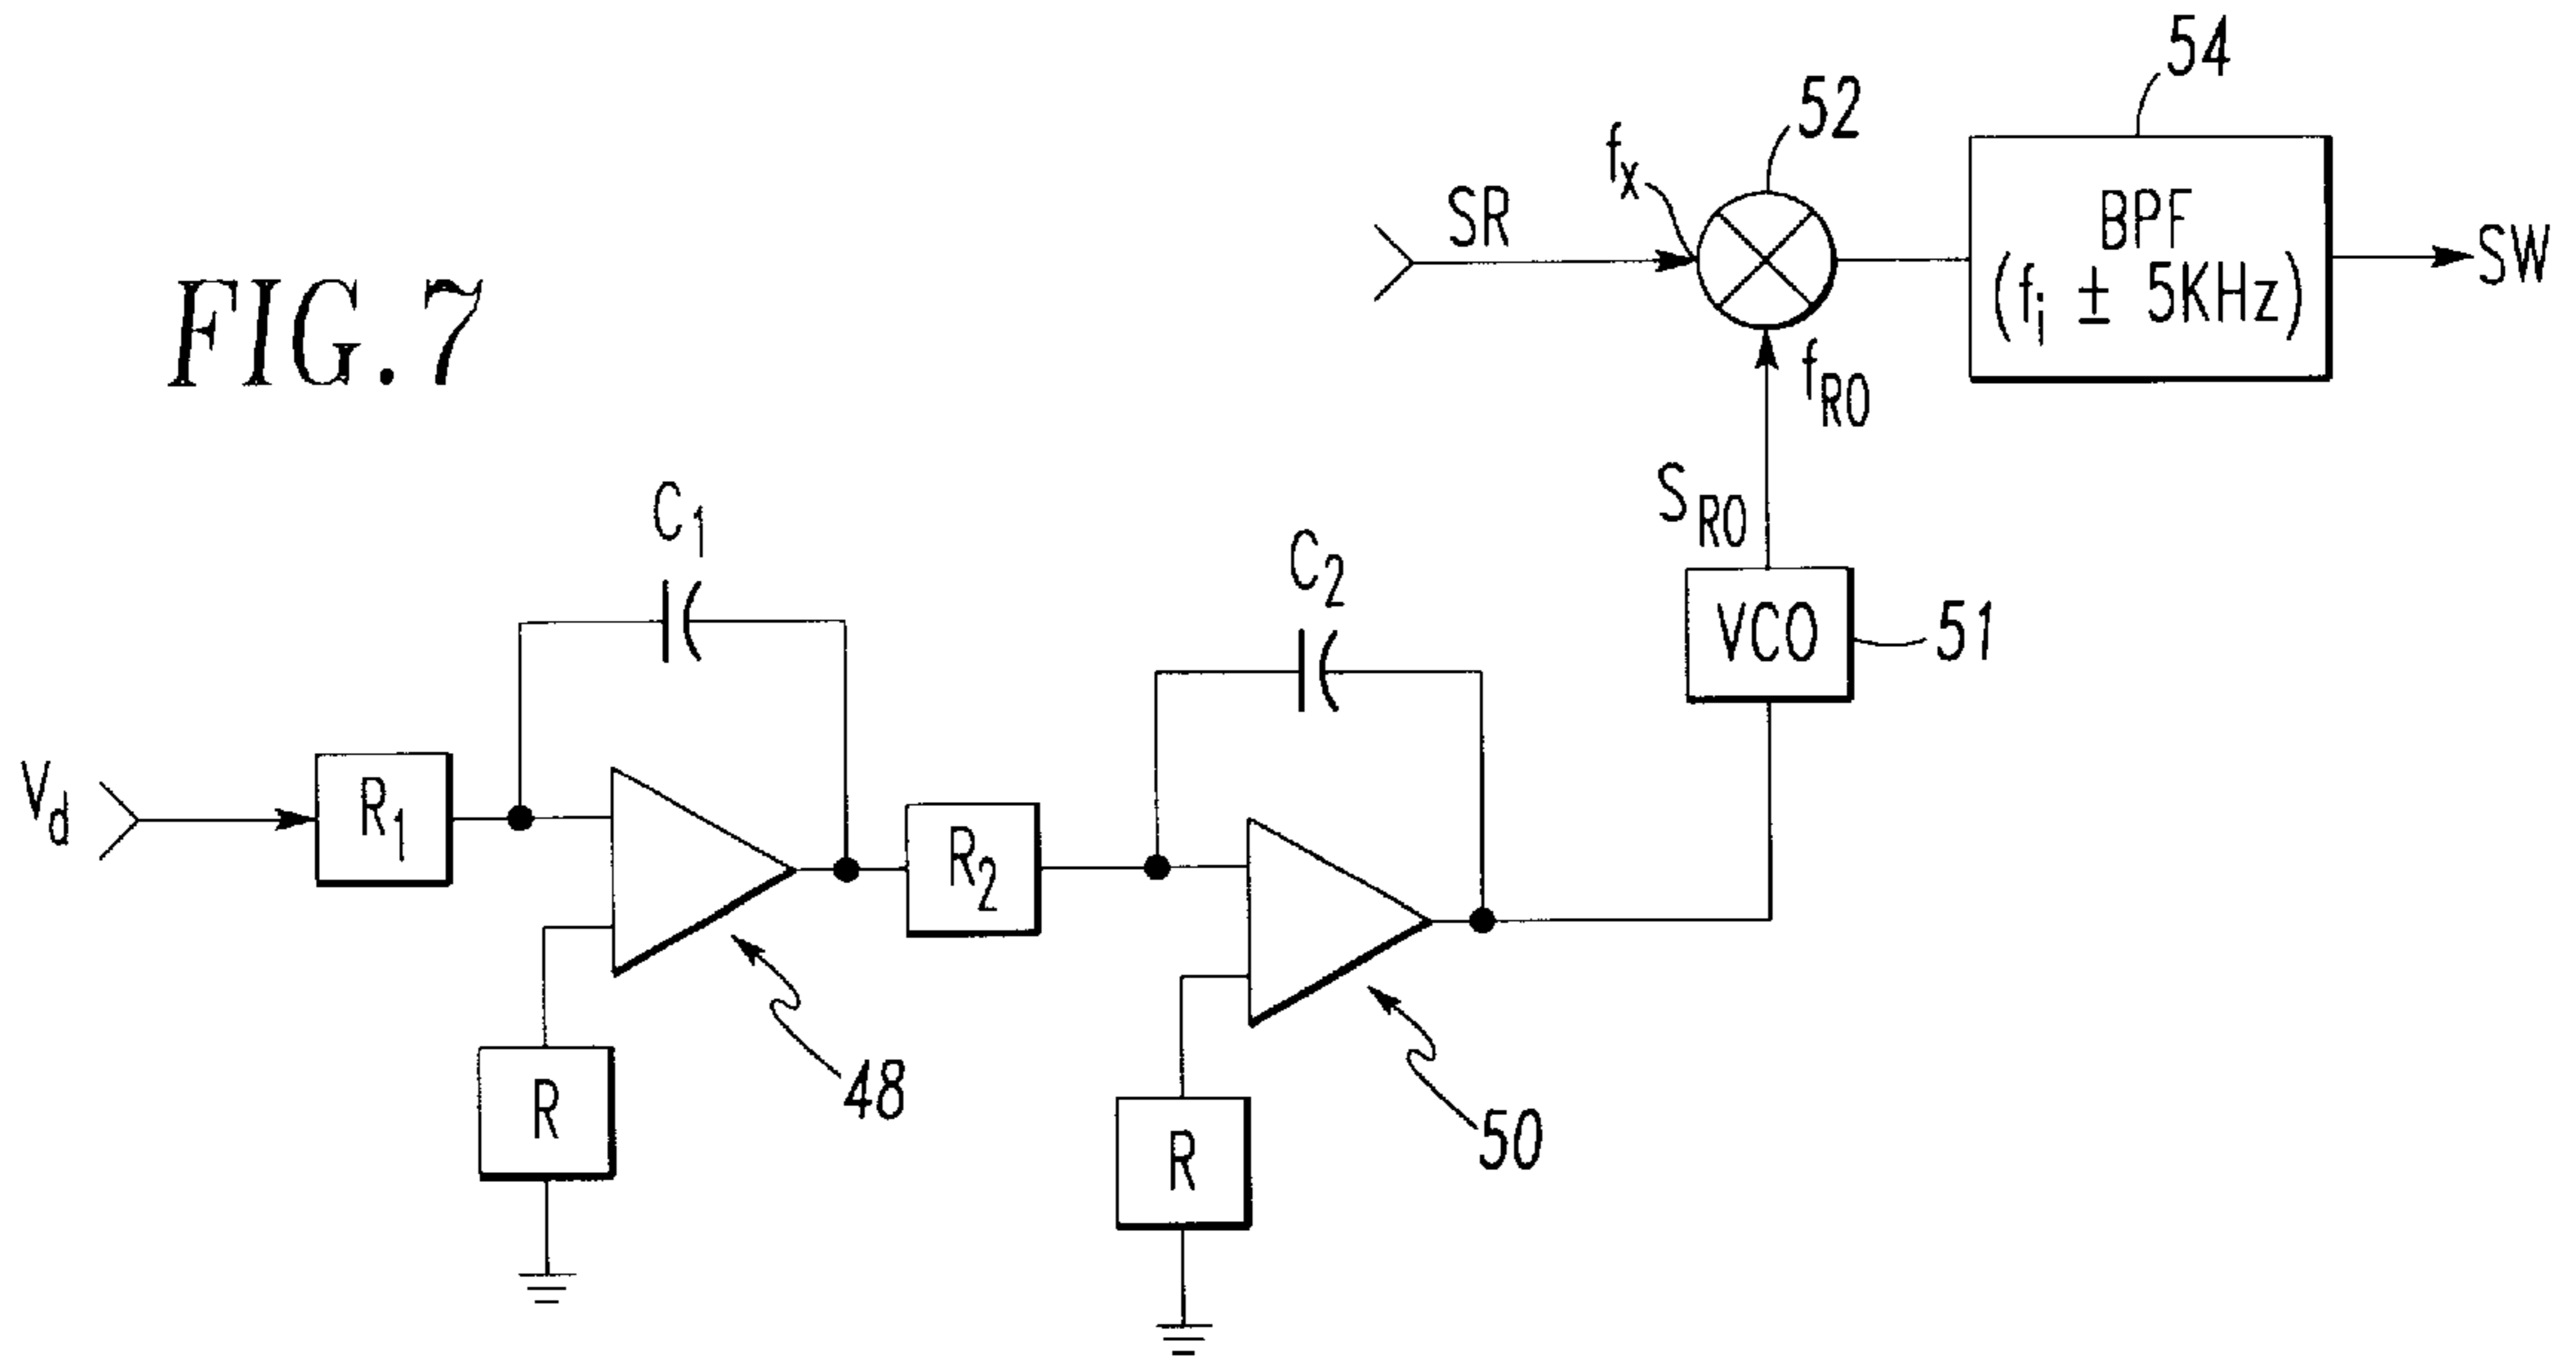 54
52
fx
SR
BPF
(fi ± 5KHz)
SW
FIG. 7
fRO
SRO
C1
C2
VCO
51
Vd
R1
R2
48
R
50
R